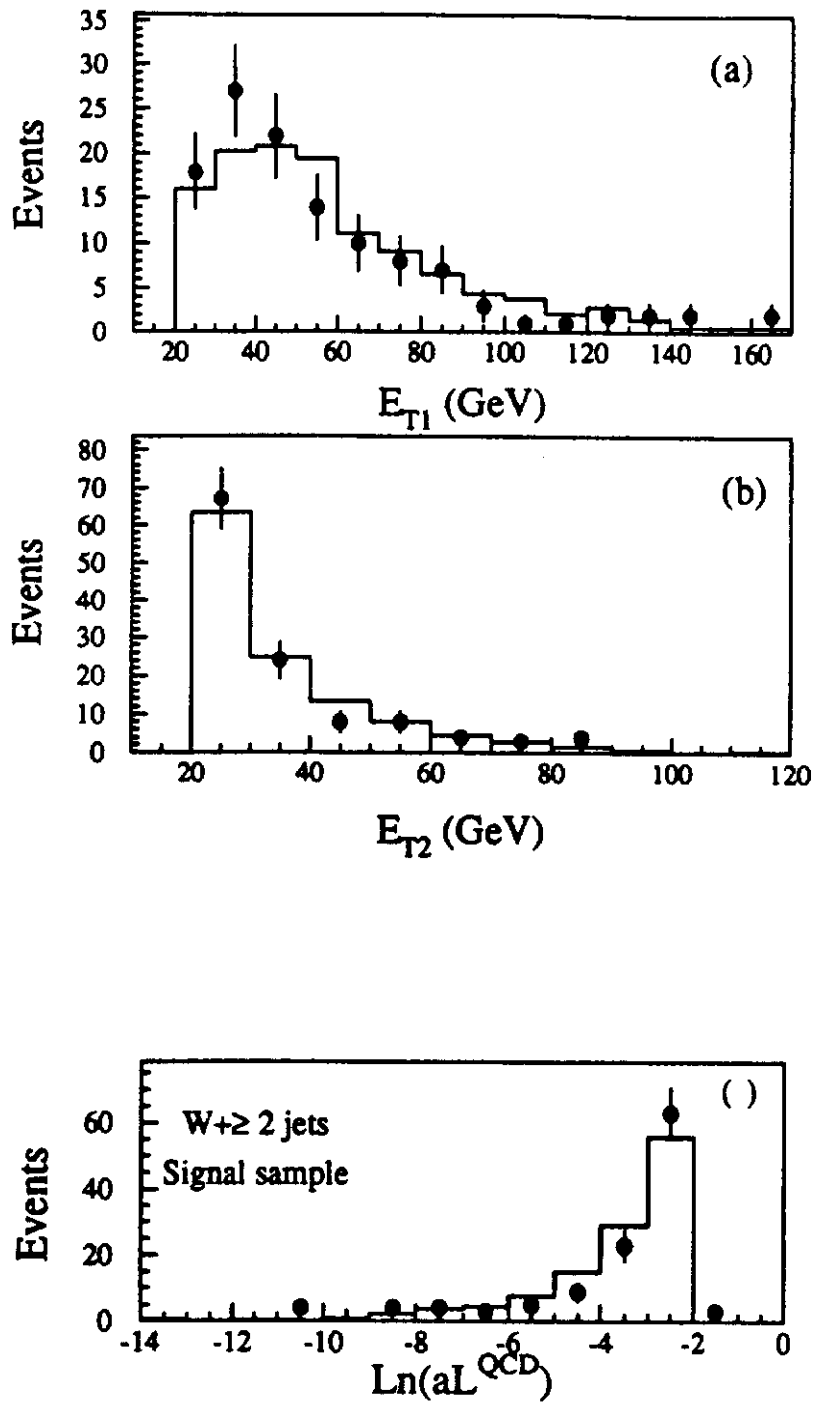 35
30
25
20
15
10
5
0
Events
(a)
20 40 60 80 100 120 140 160
E_T1 (GeV)
80
70
60
50
40
30
20
10
0
Events
(b)
20 40 60 80 100 120
E_T2 (GeV)
60
40
20
0
Events
( )
W+≥ 2 jets
Signal sample
-14 -12 -10 -8 -6 -4 -2 0
Ln(aL^QCD)